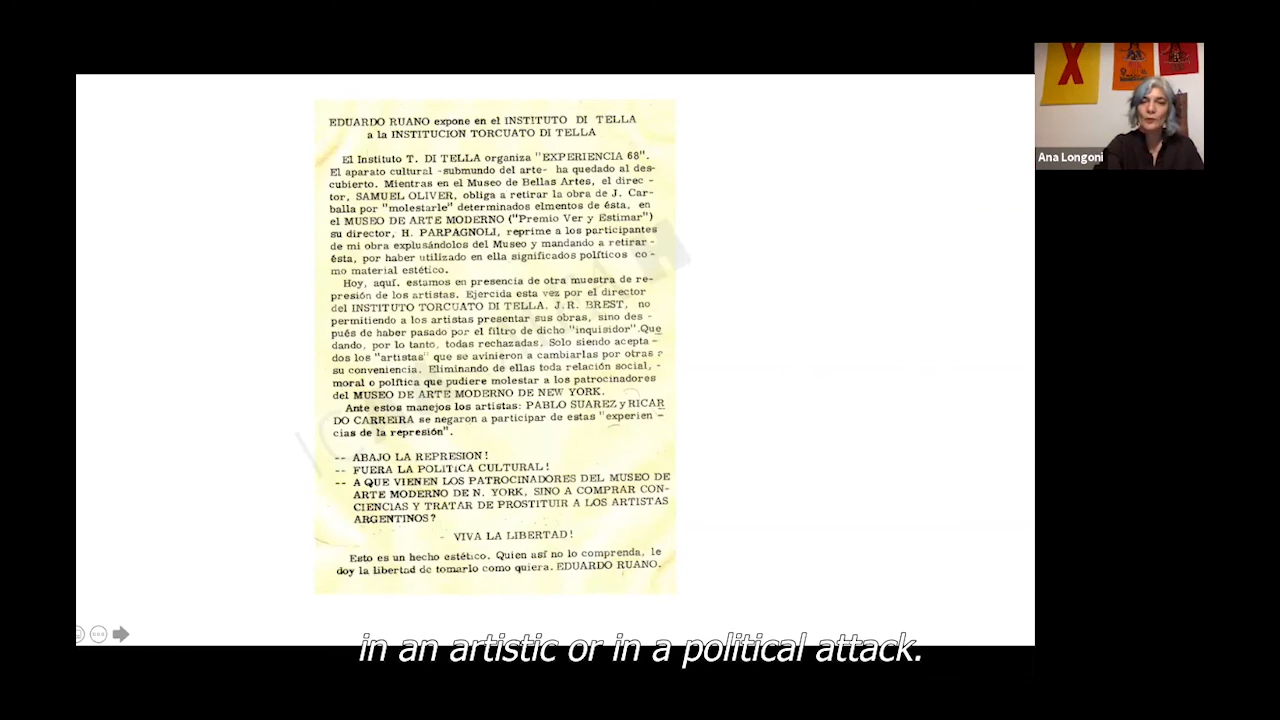 EDUARDO RUANO expone en el INSTITUTO DI TELLA
a la INSTITUCION TORCUATO DI TELLA
El Instituto T. DI TELLA organiza "EXPERIENCIA 68".
El aparato cultural -submundo del arte- ha quedado al des-
cubierto. Mientras en el Museo de Bellas Artes, el direc -
tor, SAMUEL OLIVER, obliga a retirar la obra de J. Car-
balla por "molestarle" determinados elmentos de ésta, en
el MUSEO DE ARTE MODERNO ("Premio Ver y Estimar")
su director, H. PARPAGNOLI, reprime a los participantes
de mi obra explusándolos del Museo y mandando a retirar -
ésta, por haber utilizado en ella significados políticos co -
mo material estético.
Hoy, aquí. estamos en presencia de otra muestra de re-
presión de los artistas. Ejercida esta vez por el director
del INSTITUTO TORCUATO DI TELLA. J.R. BREST, no
permitiendo a los artistas presentar sus obras, sino des -
pués de haber pasado por el filtro de dicho "inquisidor". Que
dando, por lo tanto, todas rechazadas. Solo siendo acepta -
dos los "artistas" que se avinieron a cambiarlas por otras
su conveniencia. Eliminando de ellas toda relación social, -
moral o política que pudiere molestar a los patrocinadores
del MUSEO DE ARTE MODERNO DE NEW YORK.
Ante estos manejos los artistas: PABLO SUAREZ y RICAR
DO CARREIRA se negaron a participar de estas "experien -
cias de la represión".
-- ABAJO LA REPRESION!
-- FUERA LA POLITICA CULTURAL!
-- A QUE VIENEN LOS PATROCINADORES DEL MUSEO DE
ARTE MODERNO DE N. YORK, SINO A COMPRAR CON-
CIENCIAS Y TRATAR DE PROSTITUIR A LOS ARTISTAS
ARGENTINOS?
- VIVA LA LIBERTAD!
Esto es un hecho estético. Quien así no lo comprenda, le
doy la libertad de tomarlo como quiera. EDUARDO RUANO.
Ana Longoni
in an artistic or in a political attack.